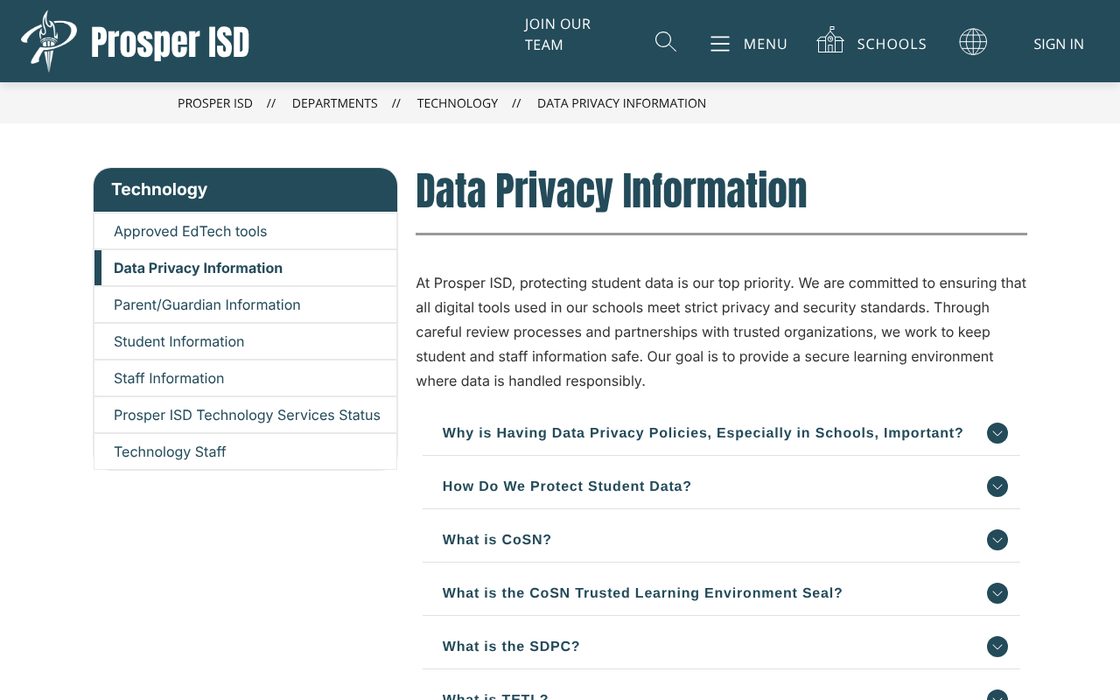 Prosper ISD
JOIN OUR
TEAM
MENU
SCHOOLS
SIGN IN
PROSPER ISD // DEPARTMENTS // TECHNOLOGY // DATA PRIVACY INFORMATION
Technology
Approved EdTech tools
Data Privacy Information
Parent/Guardian Information
Student Information
Staff Information
Prosper ISD Technology Services Status
Technology Staff
Data Privacy Information
At Prosper ISD, protecting student data is our top priority. We are committed to ensuring that
all digital tools used in our schools meet strict privacy and security standards. Through
careful review processes and partnerships with trusted organizations, we work to keep
student and staff information safe. Our goal is to provide a secure learning environment
where data is handled responsibly.
Why is Having Data Privacy Policies, Especially in Schools, Important?
How Do We Protect Student Data?
What is CoSN?
What is the CoSN Trusted Learning Environment Seal?
What is the SDPC?
What is TETL?